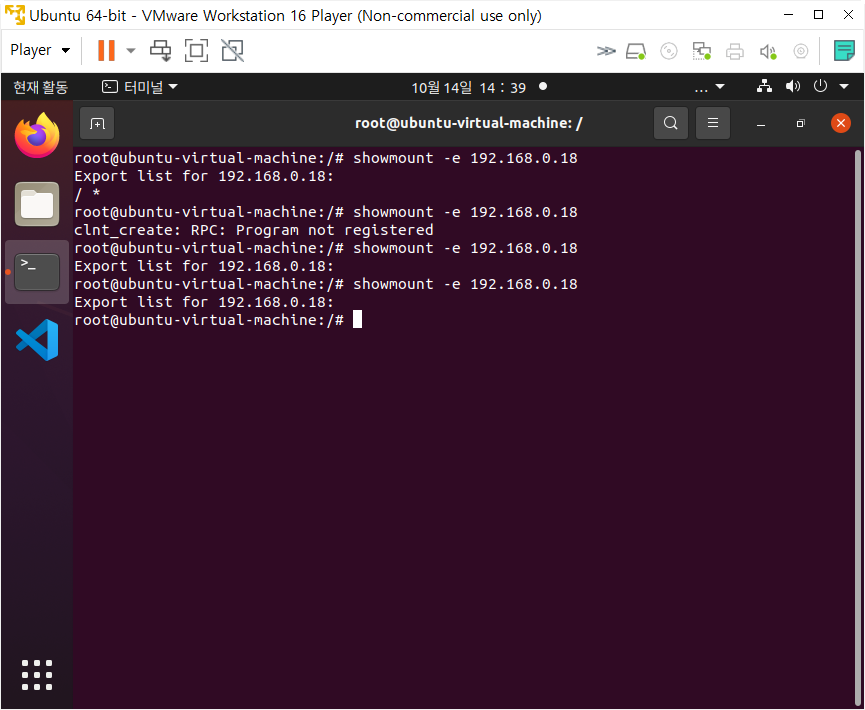 Ubuntu 64-bit - VMware Workstation 16 Player (Non-commercial use only)
Player
현재 활동 터미널 10월 14일 14 : 39 ...
root@ubuntu-virtual-machine: /
root@ubuntu-virtual-machine:/# showmount -e 192.168.0.18
Export list for 192.168.0.18:
/ *
root@ubuntu-virtual-machine:/# showmount -e 192.168.0.18
clnt_create: RPC: Program not registered
root@ubuntu-virtual-machine:/# showmount -e 192.168.0.18
Export list for 192.168.0.18:
root@ubuntu-virtual-machine:/# showmount -e 192.168.0.18
Export list for 192.168.0.18:
root@ubuntu-virtual-machine:/#